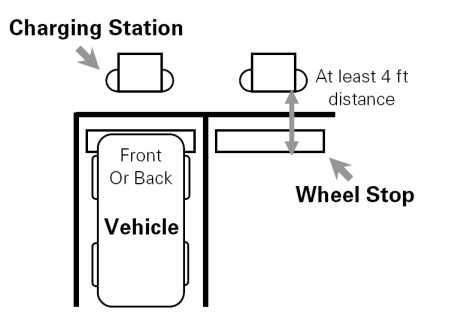 Charging Station
At least 4 ft
distance
Front
Or Back
Wheel Stop
Vehicle